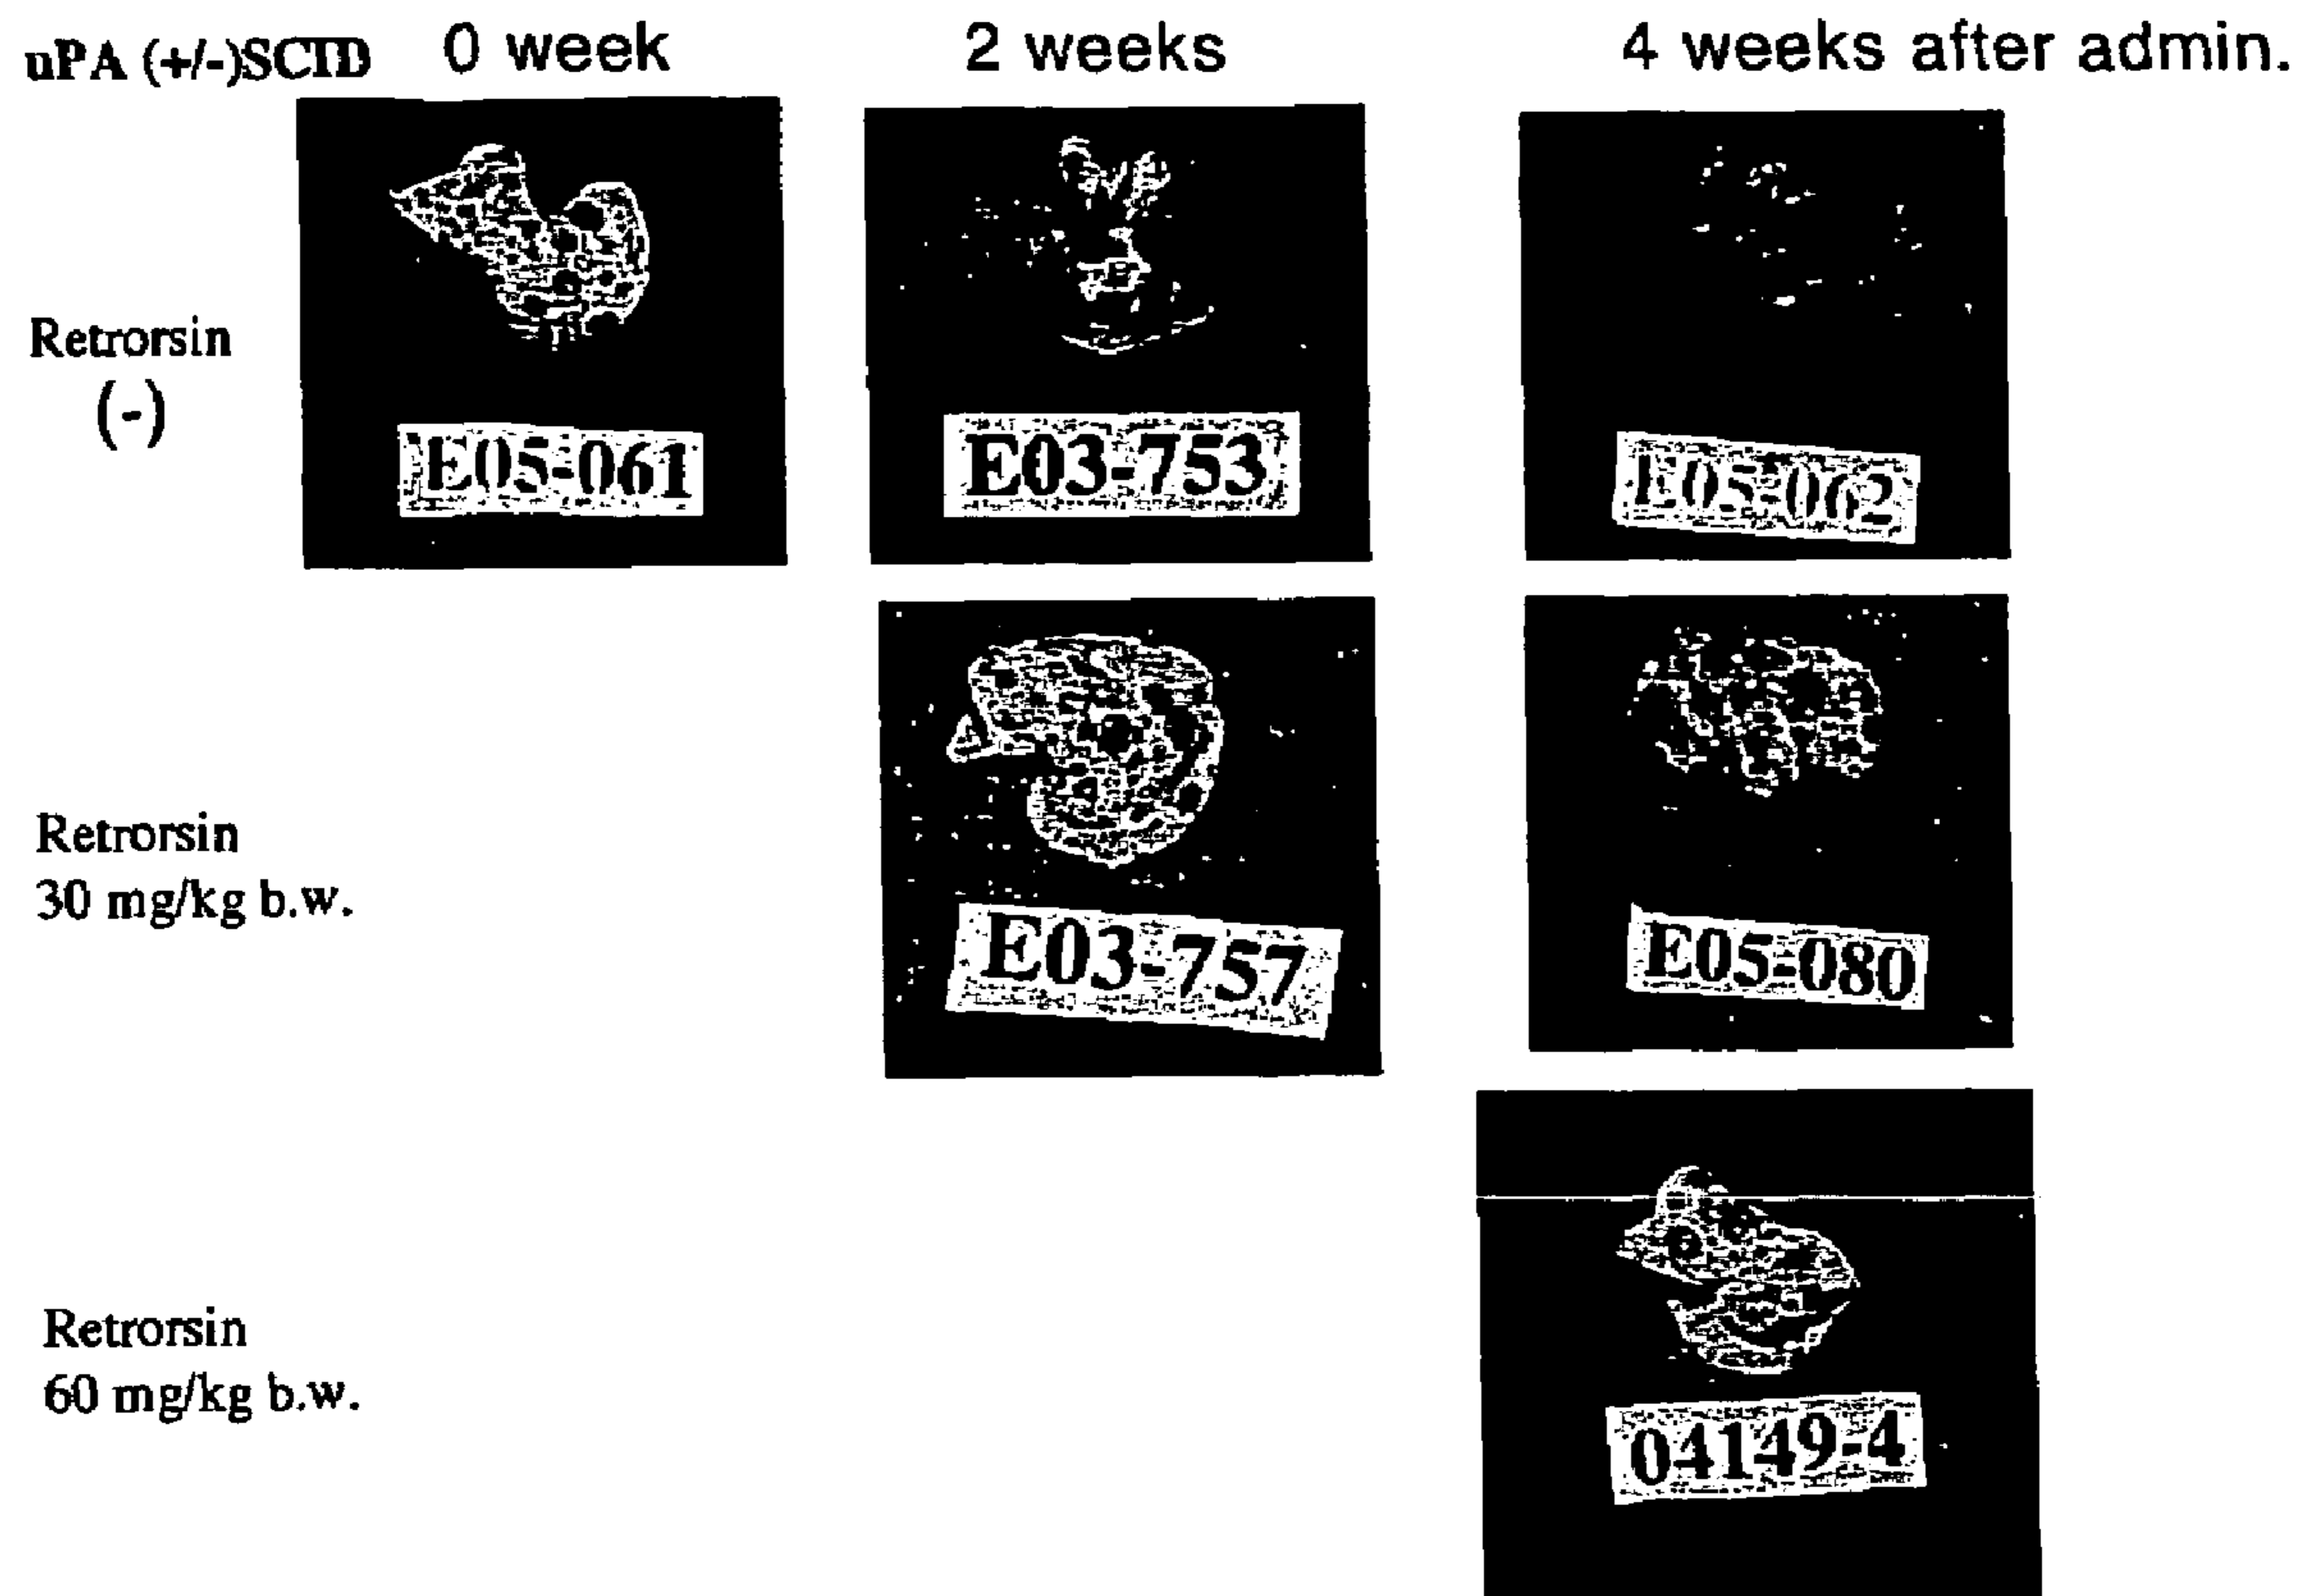 uPA (+/-)SCID 0 week 2 weeks 4 weeks after admin.
Retrorsin
(-)
E05-061 E03-753 E05-062
Retrorsin
30 mg/kg b.w.
E03-757 E05-080
Retrorsin
60 mg/kg b.w.
04149-4